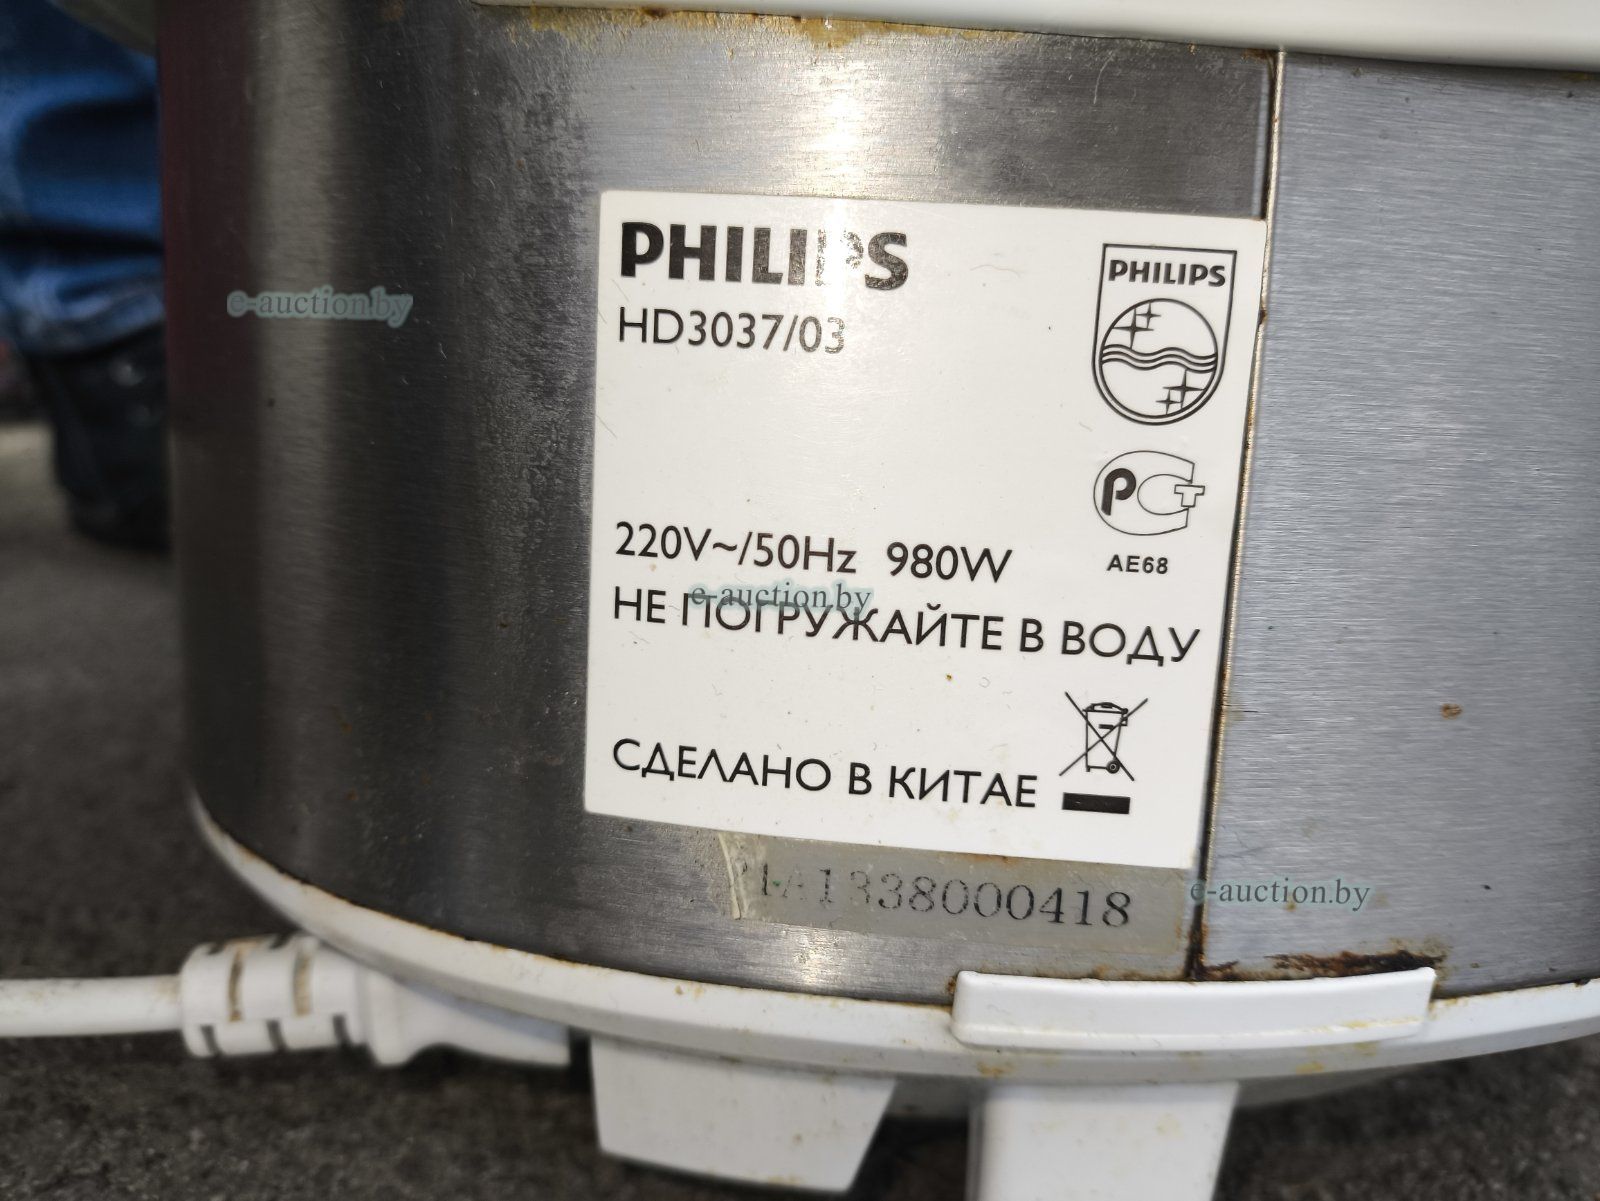 PHILIPS
PHILIPS
HD3037/03
e-auction.by
РСТ
AE68
220V~/50Hz 980W
e-auction.by
НЕ ПОГРУЖАЙТЕ В ВОДУ
СДЕЛАНО В КИТАЕ
e-auction.by